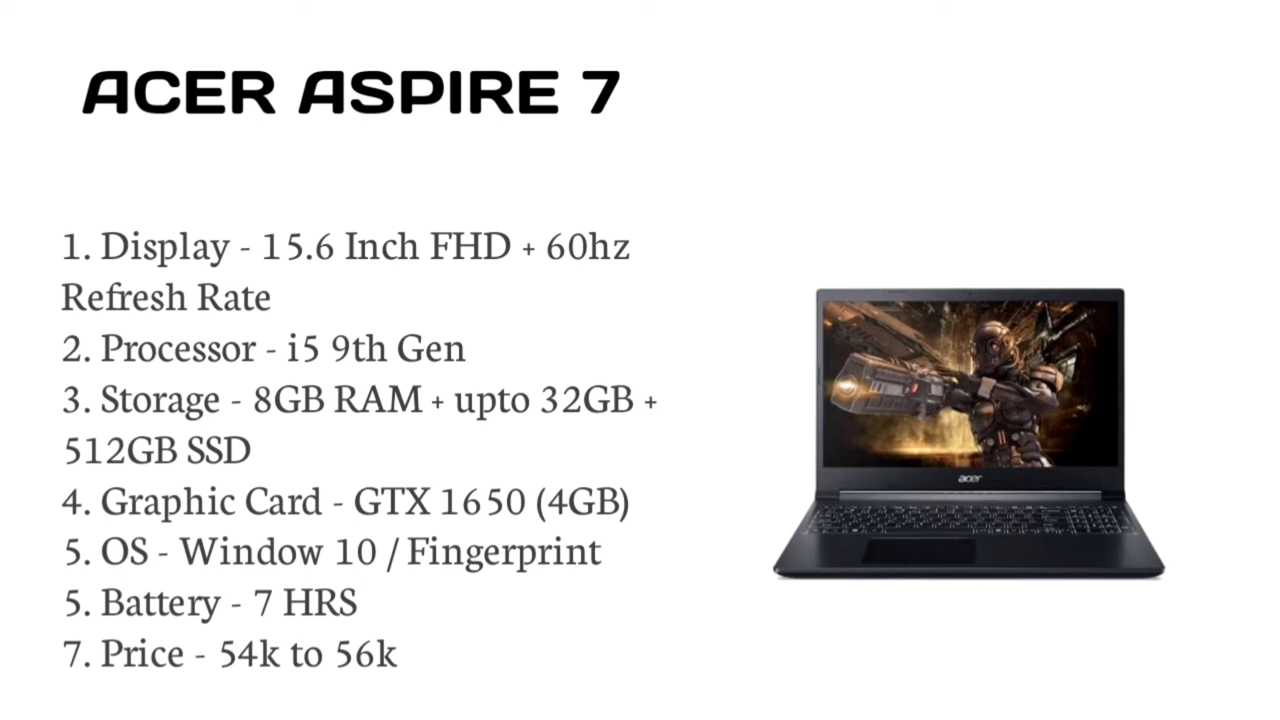 ACER ASPIRE 7
1. Display - 15.6 Inch FHD + 60hz
Refresh Rate
2. Processor - i5 9th Gen
3. Storage - 8GB RAM + upto 32GB +
512GB SSD
4. Graphic Card - GTX 1650 (4GB)
5. OS - Window 10 / Fingerprint
5. Battery - 7 HRS
7. Price - 54k to 56k
acer